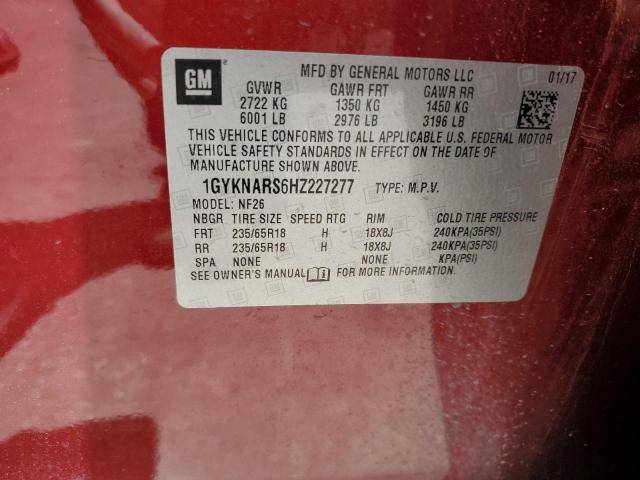 GM
MFD BY GENERAL MOTORS LLC 01/17
GVWR GAWR FRT GAWR RR
2722 KG 1350 KG 1450 KG
6001 LB 2976 LB 3196 LB
THIS VEHICLE CONFORMS TO ALL APPLICABLE U.S. FEDERAL MOTOR
VEHICLE SAFETY STANDARDS IN EFFECT ON THE DATE OF
MANUFACTURE SHOWN ABOVE.
1GYKNARS6HZ227277 TYPE: M.P.V.
MODEL: NF26
NBGR TIRE SIZE SPEED RTG RIM COLD TIRE PRESSURE
FRT 235/65R18 H 18X8J 240KPA(35PSI)
RR 235/65R18 H 18X8J 240KPA(35PSI)
SPA NONE NONE KPA(PSI)
SEE OWNER'S MANUAL FOR MORE INFORMATION.